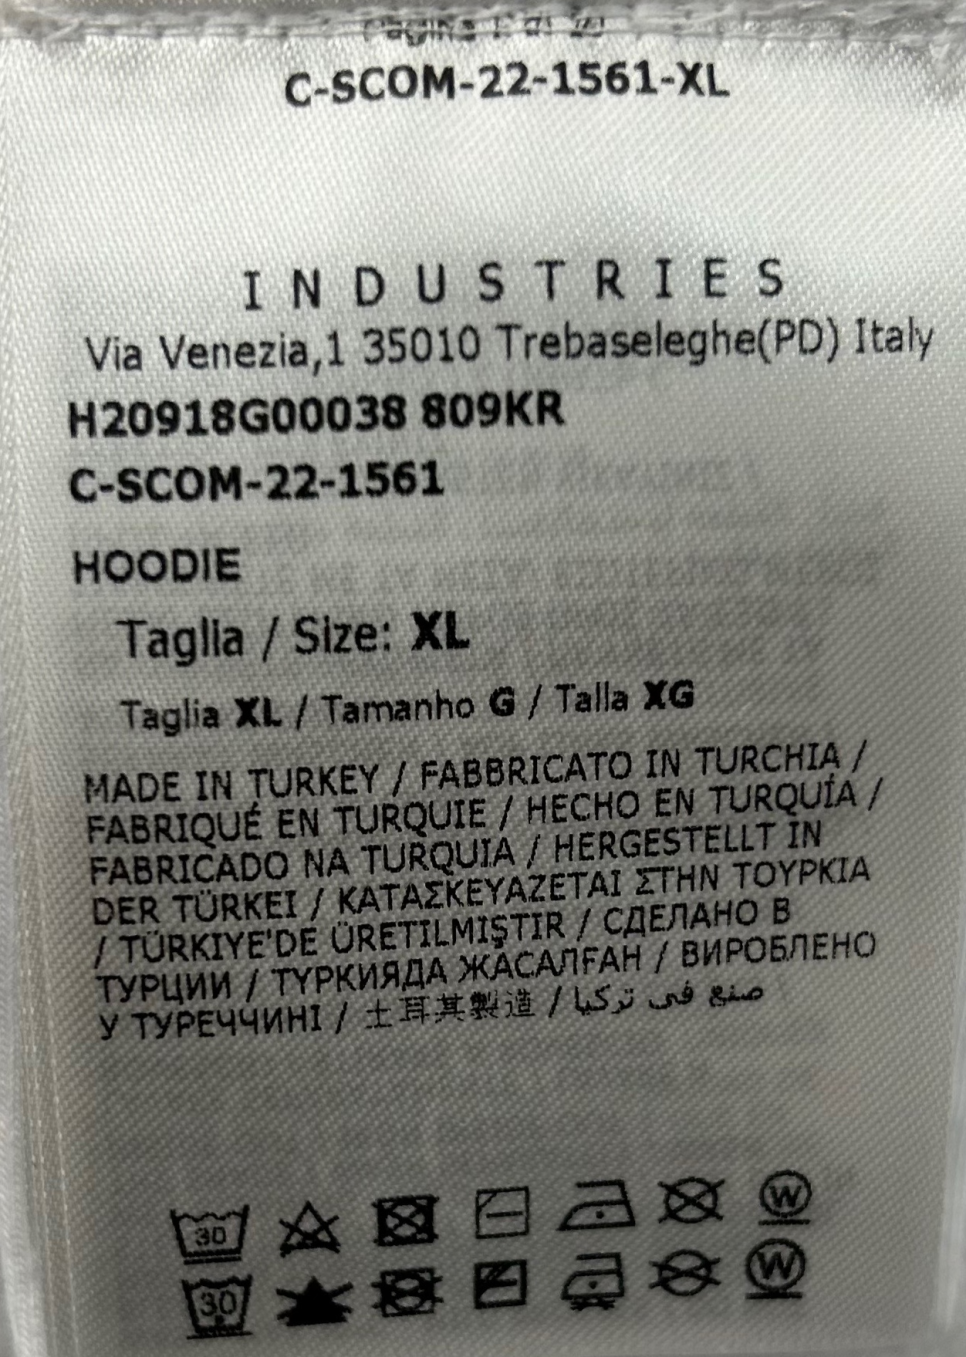 C-SCOM-22-1561-XL
INDUSTRIES
Via Venezia,1 35010 Trebaseleghe(PD) Italy
H20918G00038 809KR
C-SCOM-22-1561
HOODIE
Taglia / Size: XL
Taglia XL / Tamanho G / Talla XG
MADE IN TURKEY / FABBRICATO IN TURCHIA /
FABRIQUÉ EN TURQUIE / HECHO EN TURQUÍA /
FABRICADO NA TURQUIA / HERGESTELLT IN
DER TÜRKEI / ΚΑΤΑΣΚΕΥΑΖΕΤΑΙ ΣΤΗΝ ΤΟΥΡΚΙΑ
/ TÜRKIYE'DE ÜRETILMIŞTIR / СДЕЛАНО В
ТУРЦИИ / ТҮРКИЯДА ЖАСАЛҒАН / ВИРОБЛЕНО
У ТУРЕЧЧИНІ / 土耳其製造 / صنع في تركيا
30 W
30 W